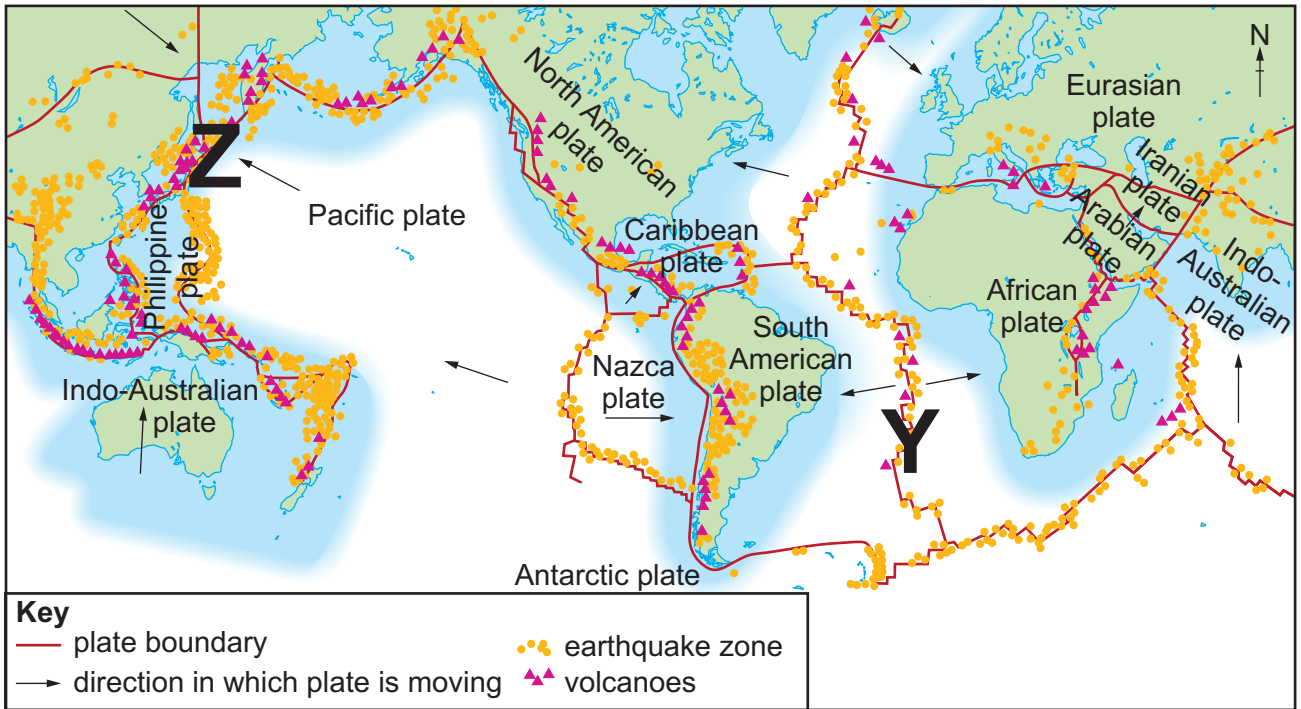 N
North American
plate
Eurasian
plate
Iranian
plate
Z
Pacific plate
Caribbean
plate
Arabian
plate
Indo-
Australian
plate
Philippine
plate
African
plate
South
American
plate
Nazca
plate
Indo-Australian
plate
Y
Antarctic plate
Key
plate boundary
earthquake zone
direction in which plate is moving
volcanoes